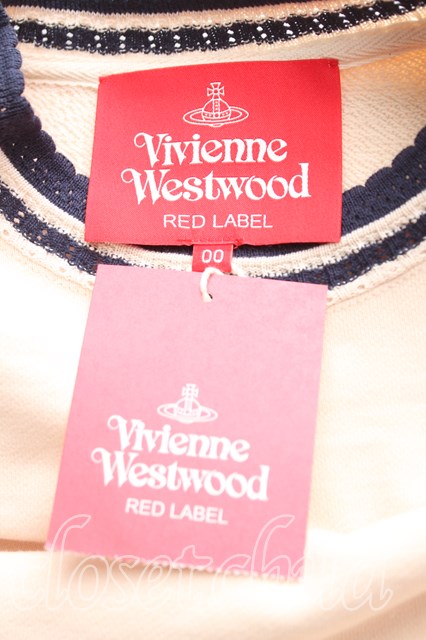 Vivienne
Westwood
RED LABEL
00
Vivienne
Westwood
RED LABEL
closetchild